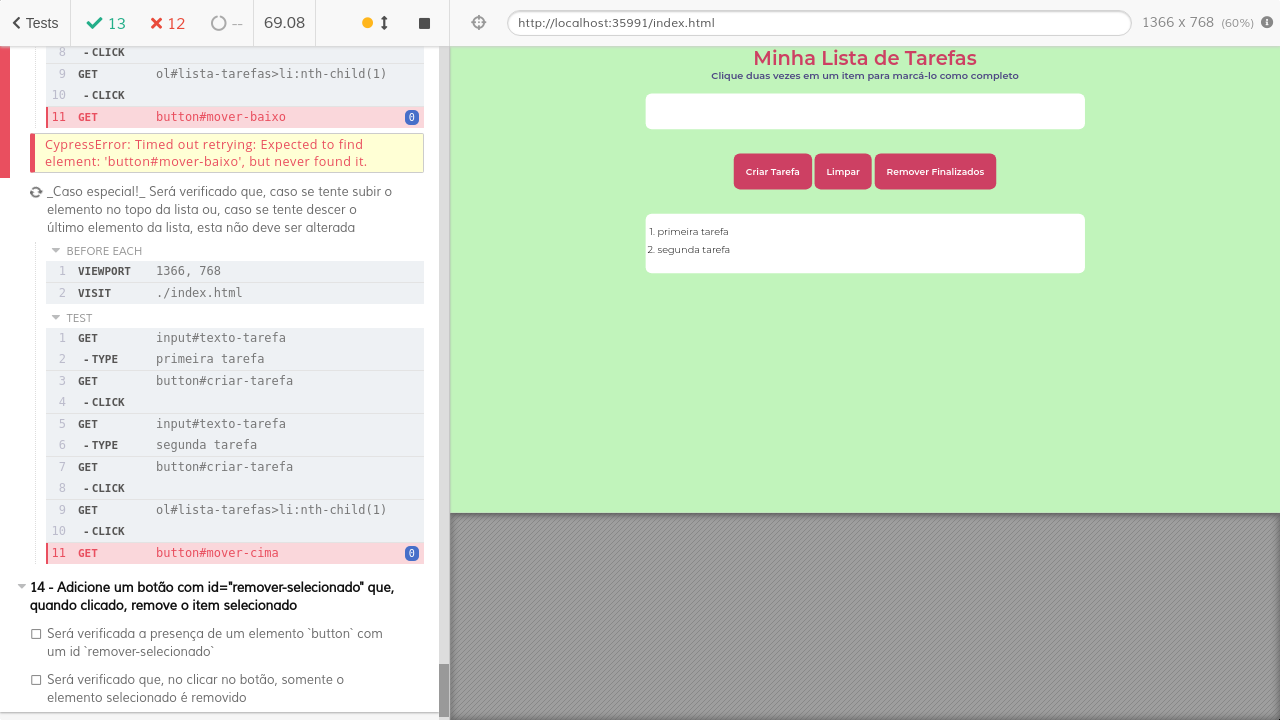 Tests 13 12 -- 69.08 http://localhost:35991/index.html 1366 x 768 (60%)
8 -CLICK
9 GET ol#lista-tarefas>li:nth-child(1)
10 -CLICK
11 GET button#mover-baixo 0
CypressError: Timed out retrying: Expected to find
element: 'button#mover-baixo', but never found it.
_Caso especial!_ Será verificado que, caso se tente subir o
elemento no topo da lista ou, caso se tente descer o
último elemento da lista, esta não deve ser alterada
BEFORE EACH
1 VIEWPORT 1366, 768
2 VISIT ./index.html
TEST
1 GET input#texto-tarefa
2 -TYPE primeira tarefa
3 GET button#criar-tarefa
4 -CLICK
5 GET input#texto-tarefa
6 -TYPE segunda tarefa
7 GET button#criar-tarefa
8 -CLICK
9 GET ol#lista-tarefas>li:nth-child(1)
10 -CLICK
11 GET button#mover-cima 0
14 - Adicione um botão com id="remover-selecionado" que,
quando clicado, remove o item selecionado
Será verificada a presença de um elemento `button` com
um id `remover-selecionado`
Será verificado que, no clicar no botão, somente o
elemento selecionado é removido
Minha Lista de Tarefas
Clique duas vezes em um item para marcá-lo como completo
Criar Tarefa Limpar Remover Finalizados
1. primeira tarefa
2. segunda tarefa